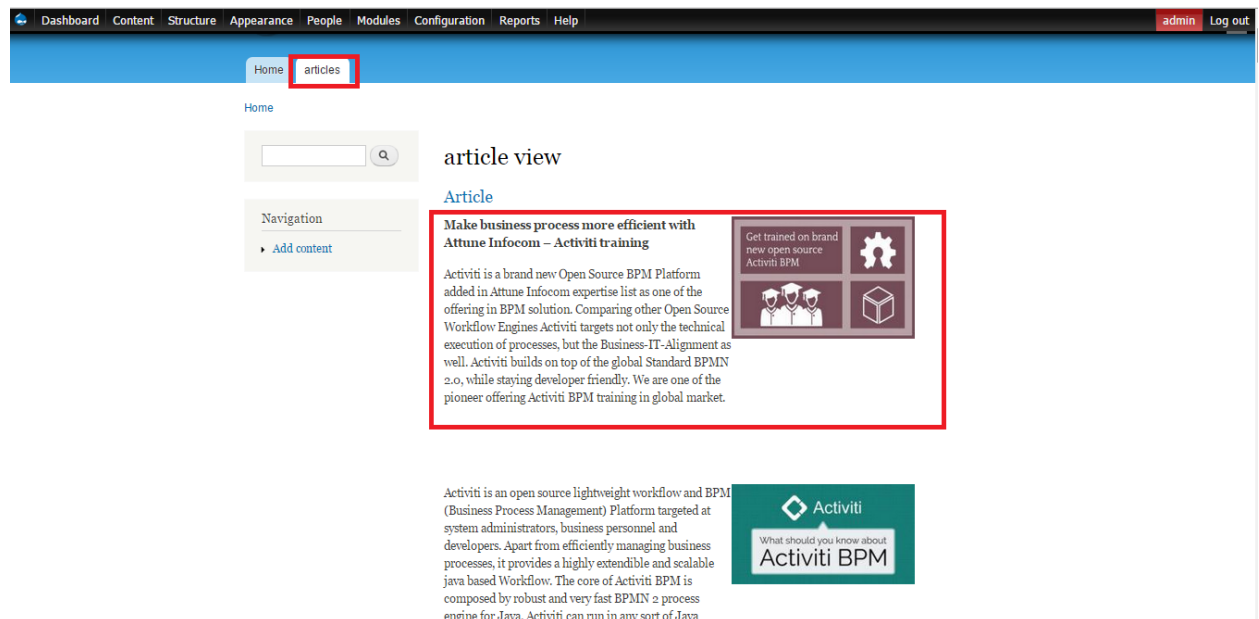 Dashboard Content Structure Appearance People Modules Configuration Reports Help admin Log out
Home articles
Home
article view
Article
Navigation
Add content
Make business process more efficient with
Attune Infocom – Activiti training
Activiti is a brand new Open Source BPM Platform
added in Attune Infocom expertise list as one of the
offering in BPM solution. Comparing other Open Source
Workflow Engines Activiti targets not only the technical
execution of processes, but the Business-IT-Alignment as
well. Activiti builds on top of the global Standard BPMN
2.0, while staying developer friendly. We are one of the
pioneer offering Activiti BPM training in global market.
Get trained on brand
new open source
Activiti BPM
Activiti is an open source lightweight workflow and BPM
(Business Process Management) Platform targeted at
system administrators, business personnel and
developers. Apart from efficiently managing business
processes, it provides a highly extendible and scalable
java based Workflow. The core of Activiti BPM is
composed by robust and very fast BPMN 2 process
engine for Java. Activiti can run in any sort of Java
Activiti
What should you know about
Activiti BPM